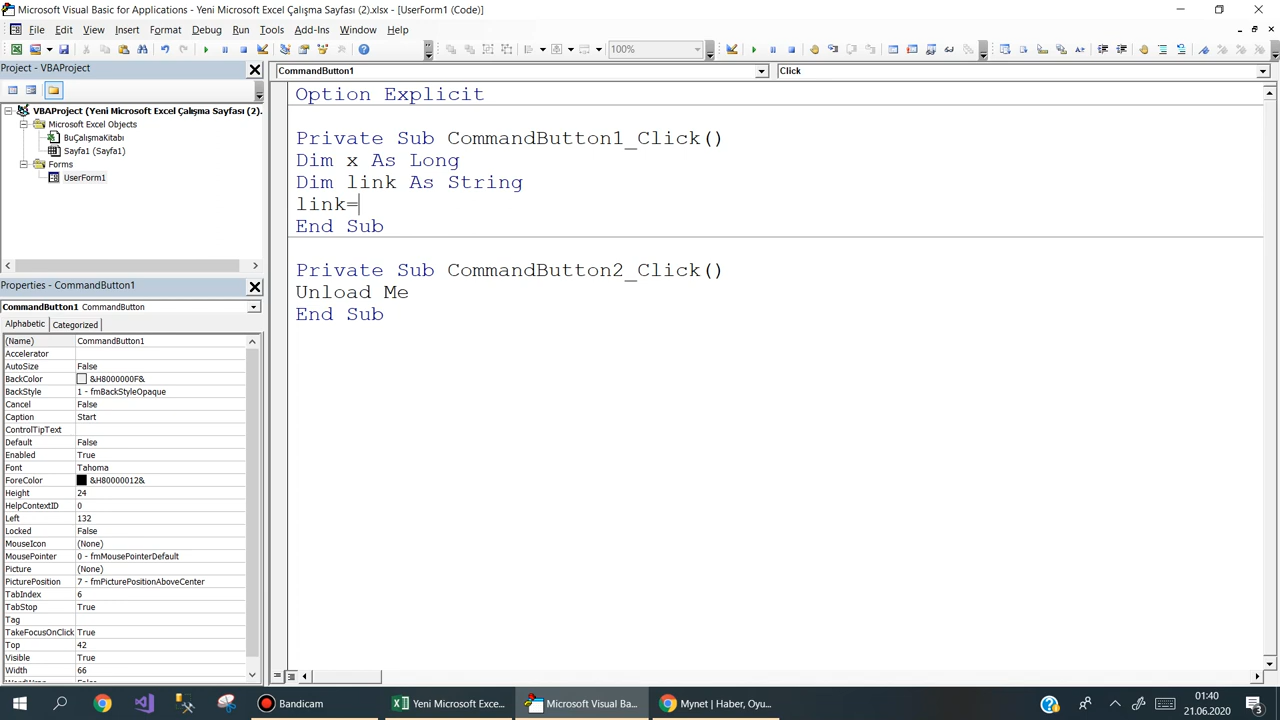 Microsoft Visual Basic for Applications - Yeni Microsoft Excel Çalışma Sayfası (2).xlsx - [UserForm1 (Code)]
File Edit View Insert Format Debug Run Tools Add-Ins Window Help
100%
Project - VBAProject
CommandButton1 Click
VBAProject (Yeni Microsoft Excel Çalışma Sayfası (2).
Microsoft Excel Objects
BuÇalışmaKitabı
Sayfa1 (Sayfa1)
Forms
UserForm1
Option Explicit
Private Sub CommandButton1_Click()
Dim x As Long
Dim link As String
link=
End Sub
Private Sub CommandButton2_Click()
Unload Me
End Sub
Properties - CommandButton1
CommandButton1 CommandButton
Alphabetic Categorized
(Name) CommandButton1
Accelerator
AutoSize False
BackColor &H8000000F&
BackStyle 1 - fmBackStyleOpaque
Cancel False
Caption Start
ControlTipText
Default False
Enabled True
Font Tahoma
ForeColor &H80000012&
Height 24
HelpContextID 0
Left 132
Locked False
MouseIcon (None)
MousePointer 0 - fmMousePointerDefault
Picture (None)
PicturePosition 7 - fmPicturePositionAboveCenter
TabIndex 6
TabStop True
Tag
TakeFocusOnClick True
Top 42
Visible True
Width 66
Bandicam
Yeni Microsoft Exce...
Microsoft Visual Ba...
Mynet | Haber, Oyu...
01:40
21.06.2020
3